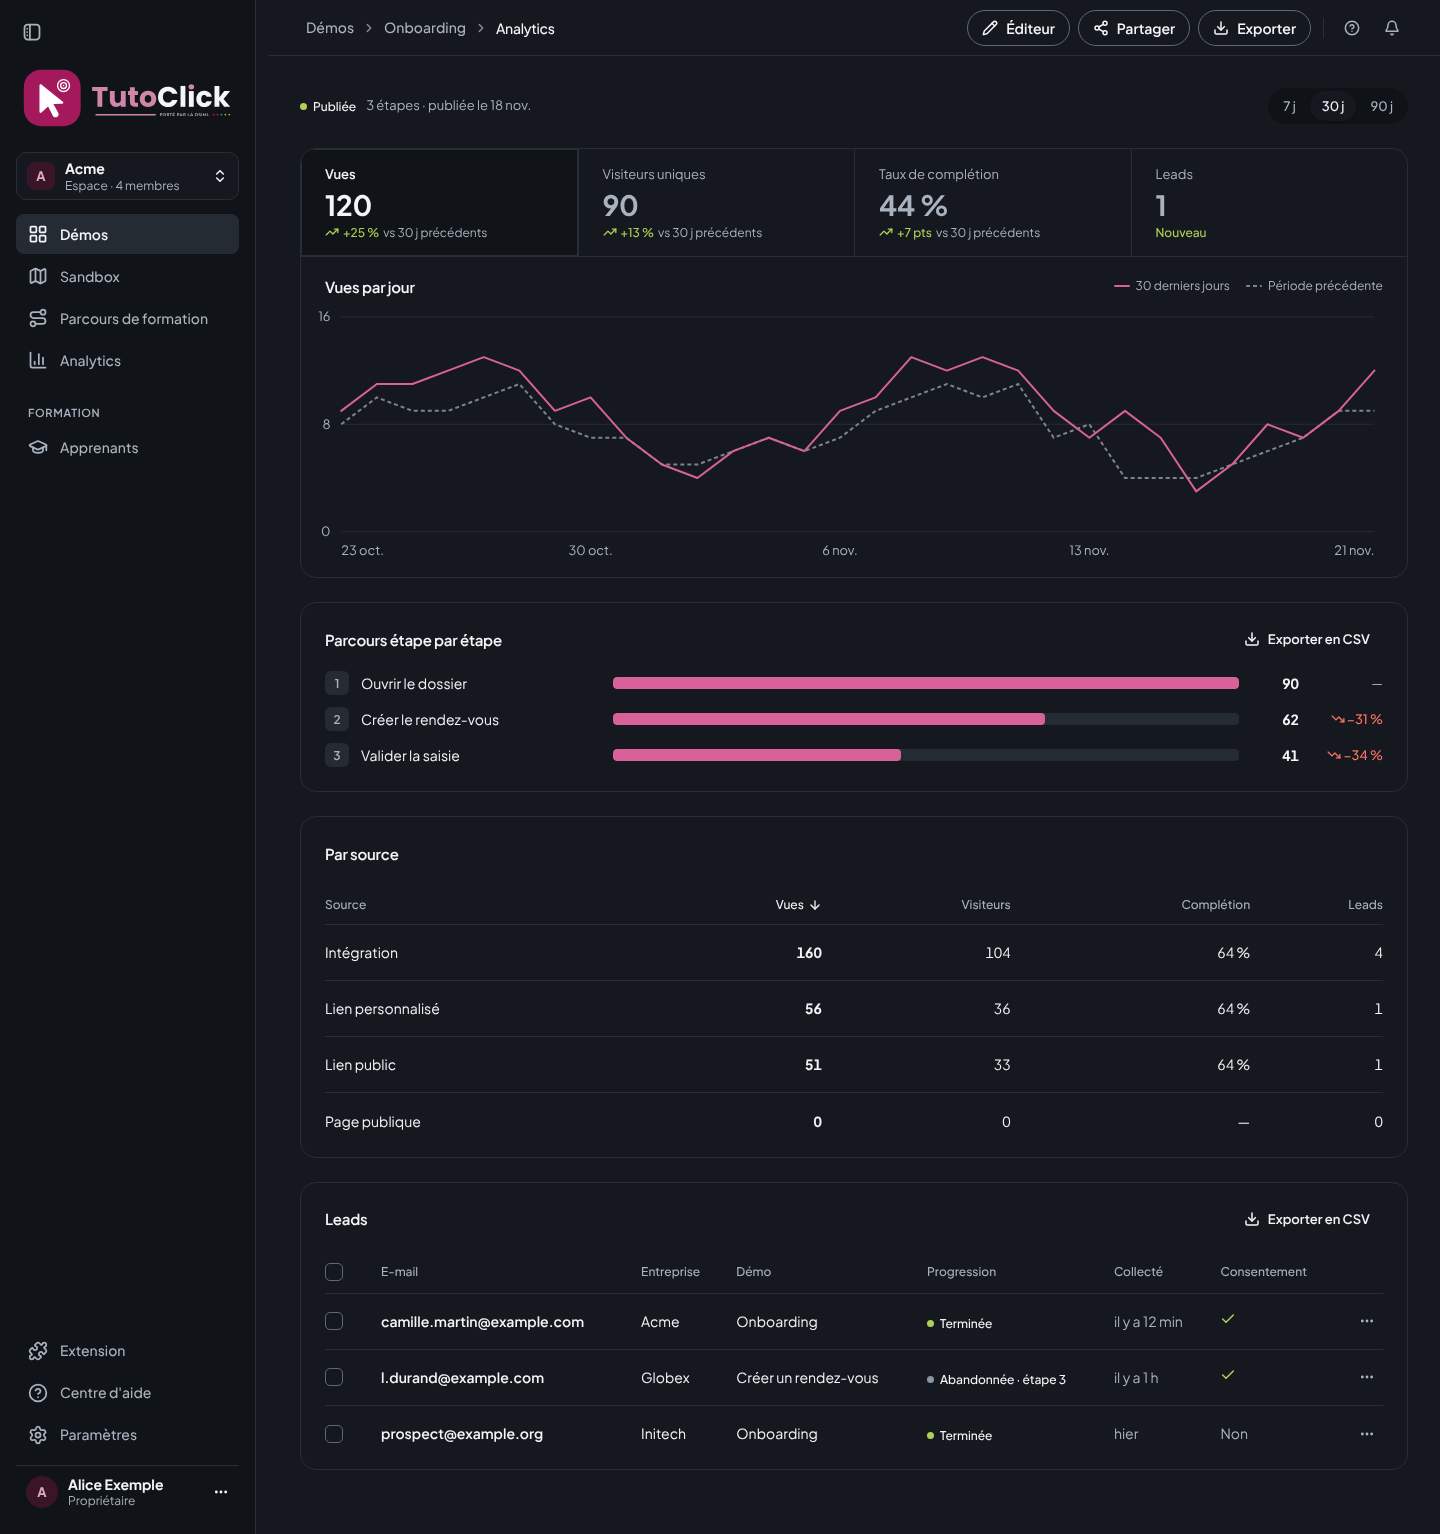 Démos
Onboarding
Analytics
Éditeur
Partager
Exporter
TutoClick
PORTÉ PAR LA DSIML
A
Acme
Espace · 4 membres
Démos
Sandbox
Parcours de formation
Analytics
FORMATION
Apprenants
Extension
Centre d'aide
Paramètres
A
Alice Exemple
Propriétaire
Publiée 3 étapes · publiée le 18 nov.
7 j 30 j 90 j
Vues
120
+25 % vs 30 j précédents
Visiteurs uniques
90
+13 % vs 30 j précédents
Taux de complétion
44 %
+7 pts vs 30 j précédents
Leads
1
Nouveau
Vues par jour
30 derniers jours
Période précédente
16
8
0
23 oct. 30 oct. 6 nov. 13 nov. 21 nov.
Parcours étape par étape
Exporter en CSV
1 Ouvrir le dossier 90 —
2 Créer le rendez-vous 62 −31 %
3 Valider la saisie 41 −34 %
Par source
Source Vues Visiteurs Complétion Leads
Intégration 160 104 64 % 4
Lien personnalisé 56 36 64 % 1
Lien public 51 33 64 % 1
Page publique 0 0 — 0
Leads
Exporter en CSV
E-mail Entreprise Démo Progression Collecté Consentement
camille.martin@example.com Acme Onboarding Terminée il y a 12 min
l.durand@example.com Globex Créer un rendez-vous Abandonnée · étape 3 il y a 1 h
prospect@example.org Initech Onboarding Terminée hier Non